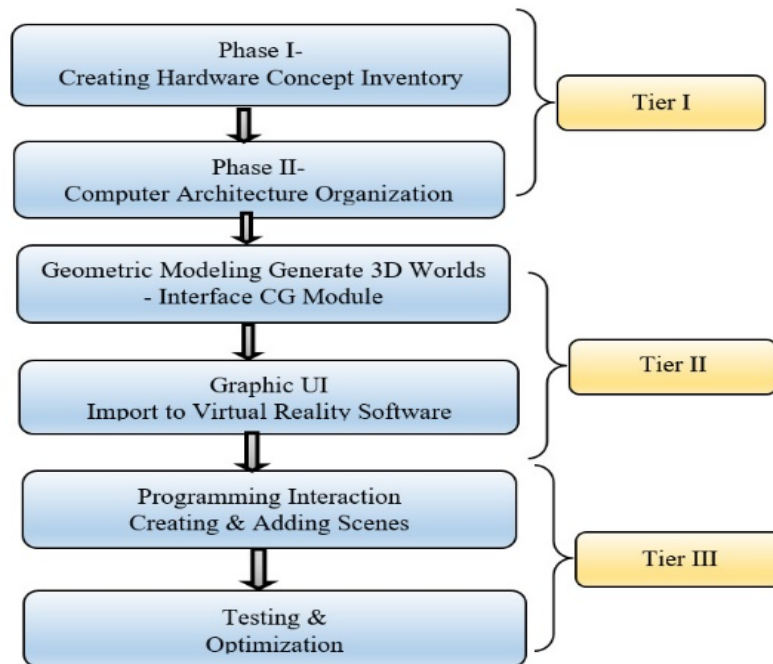 Phase I-
Creating Hardware Concept Inventory
Tier I
Phase II-
Computer Architecture Organization
Geometric Modeling Generate 3D Worlds
- Interface CG Module
Tier II
Graphic UI
Import to Virtual Reality Software
Programming Interaction
Creating & Adding Scenes
Tier III
Testing &
Optimization